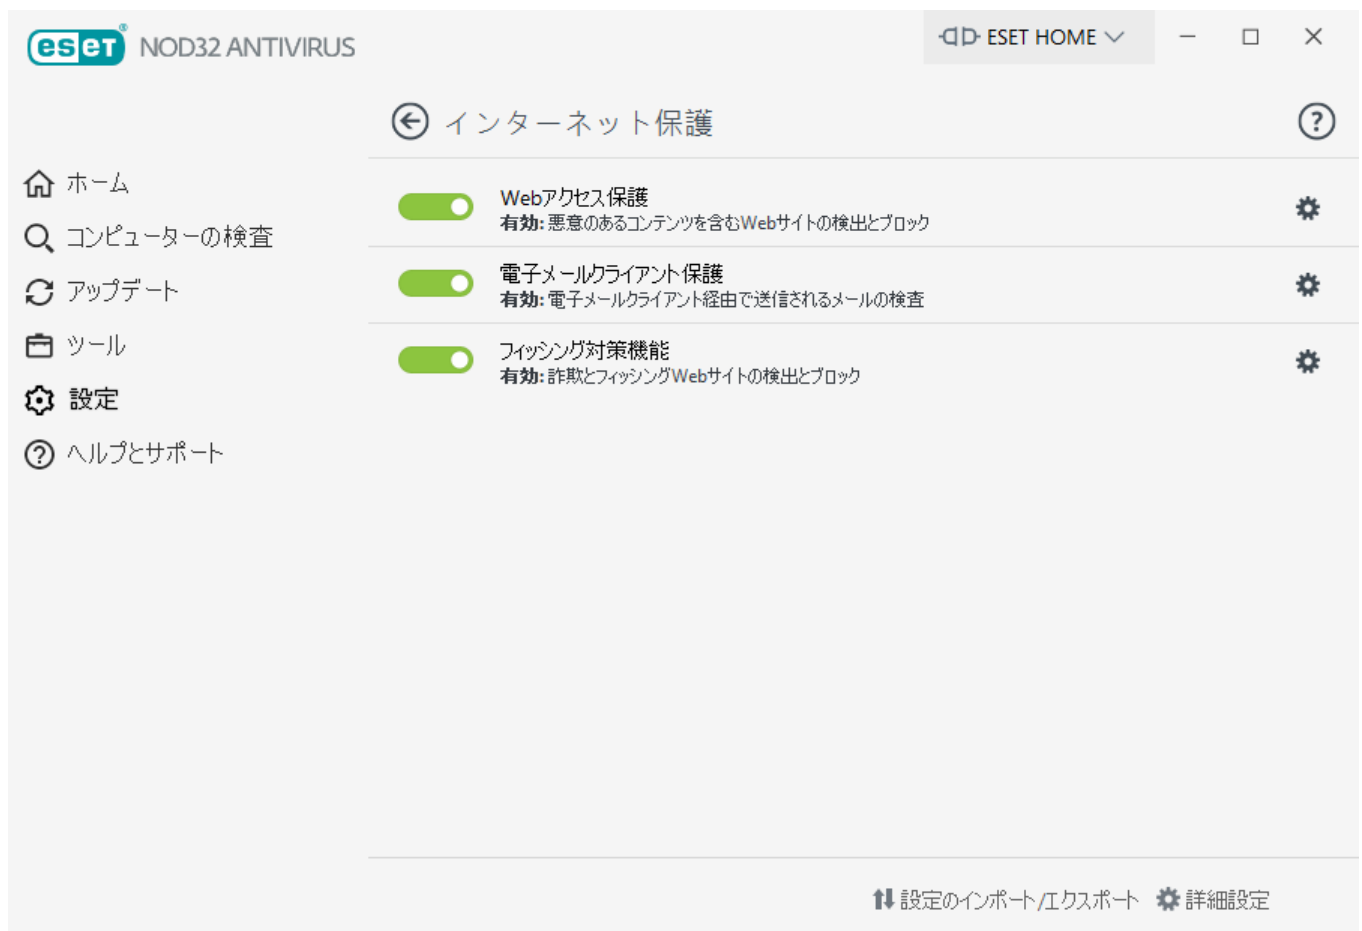 eset NOD32 ANTIVIRUS
ESET HOME
インターネット保護
ホーム
コンピューターの検査
アップデート
ツール
設定
ヘルプとサポート
Webアクセス保護
有効: 悪意のあるコンテンツを含むWebサイトの検出とブロック
電子メールクライアント保護
有効: 電子メールクライアント経由で送信されるメールの検査
フィッシング対策機能
有効: 詐欺とフィッシングWebサイトの検出とブロック
設定のインポート/エクスポート 詳細設定